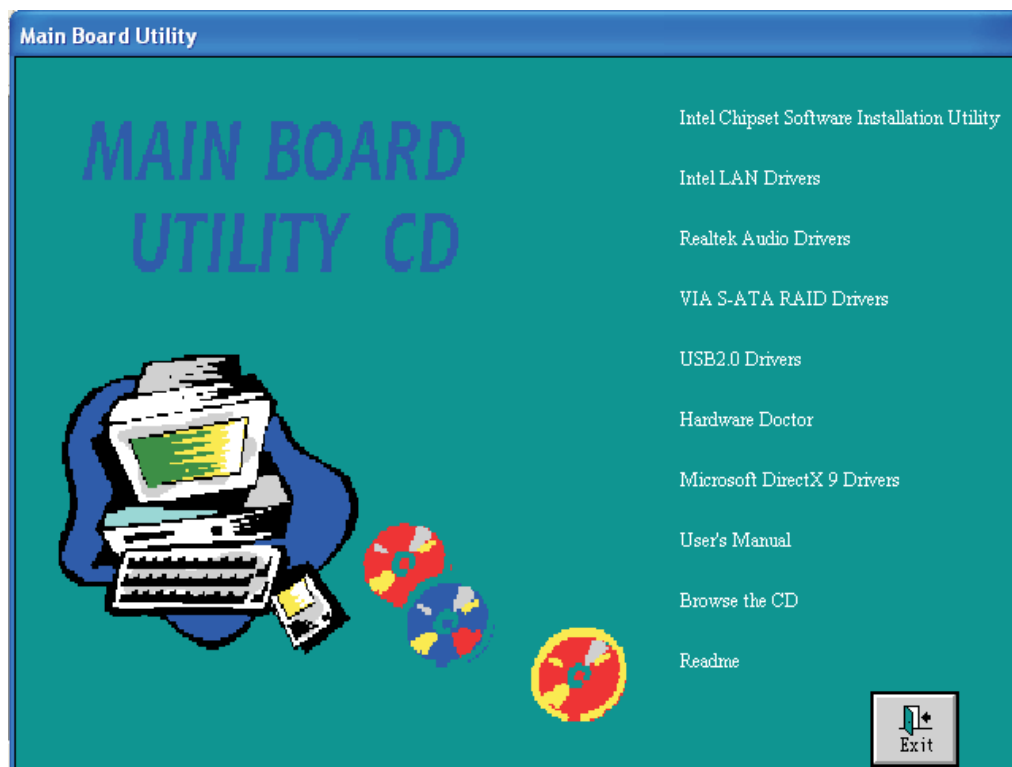 Main Board Utility
MAIN BOARD
UTILITY CD
Intel Chipset Software Installation Utility
Intel LAN Drivers
Realtek Audio Drivers
VIA S-ATA RAID Drivers
USB2.0 Drivers
Hardware Doctor
Microsoft DirectX 9 Drivers
User's Manual
Browse the CD
Readme
Exit